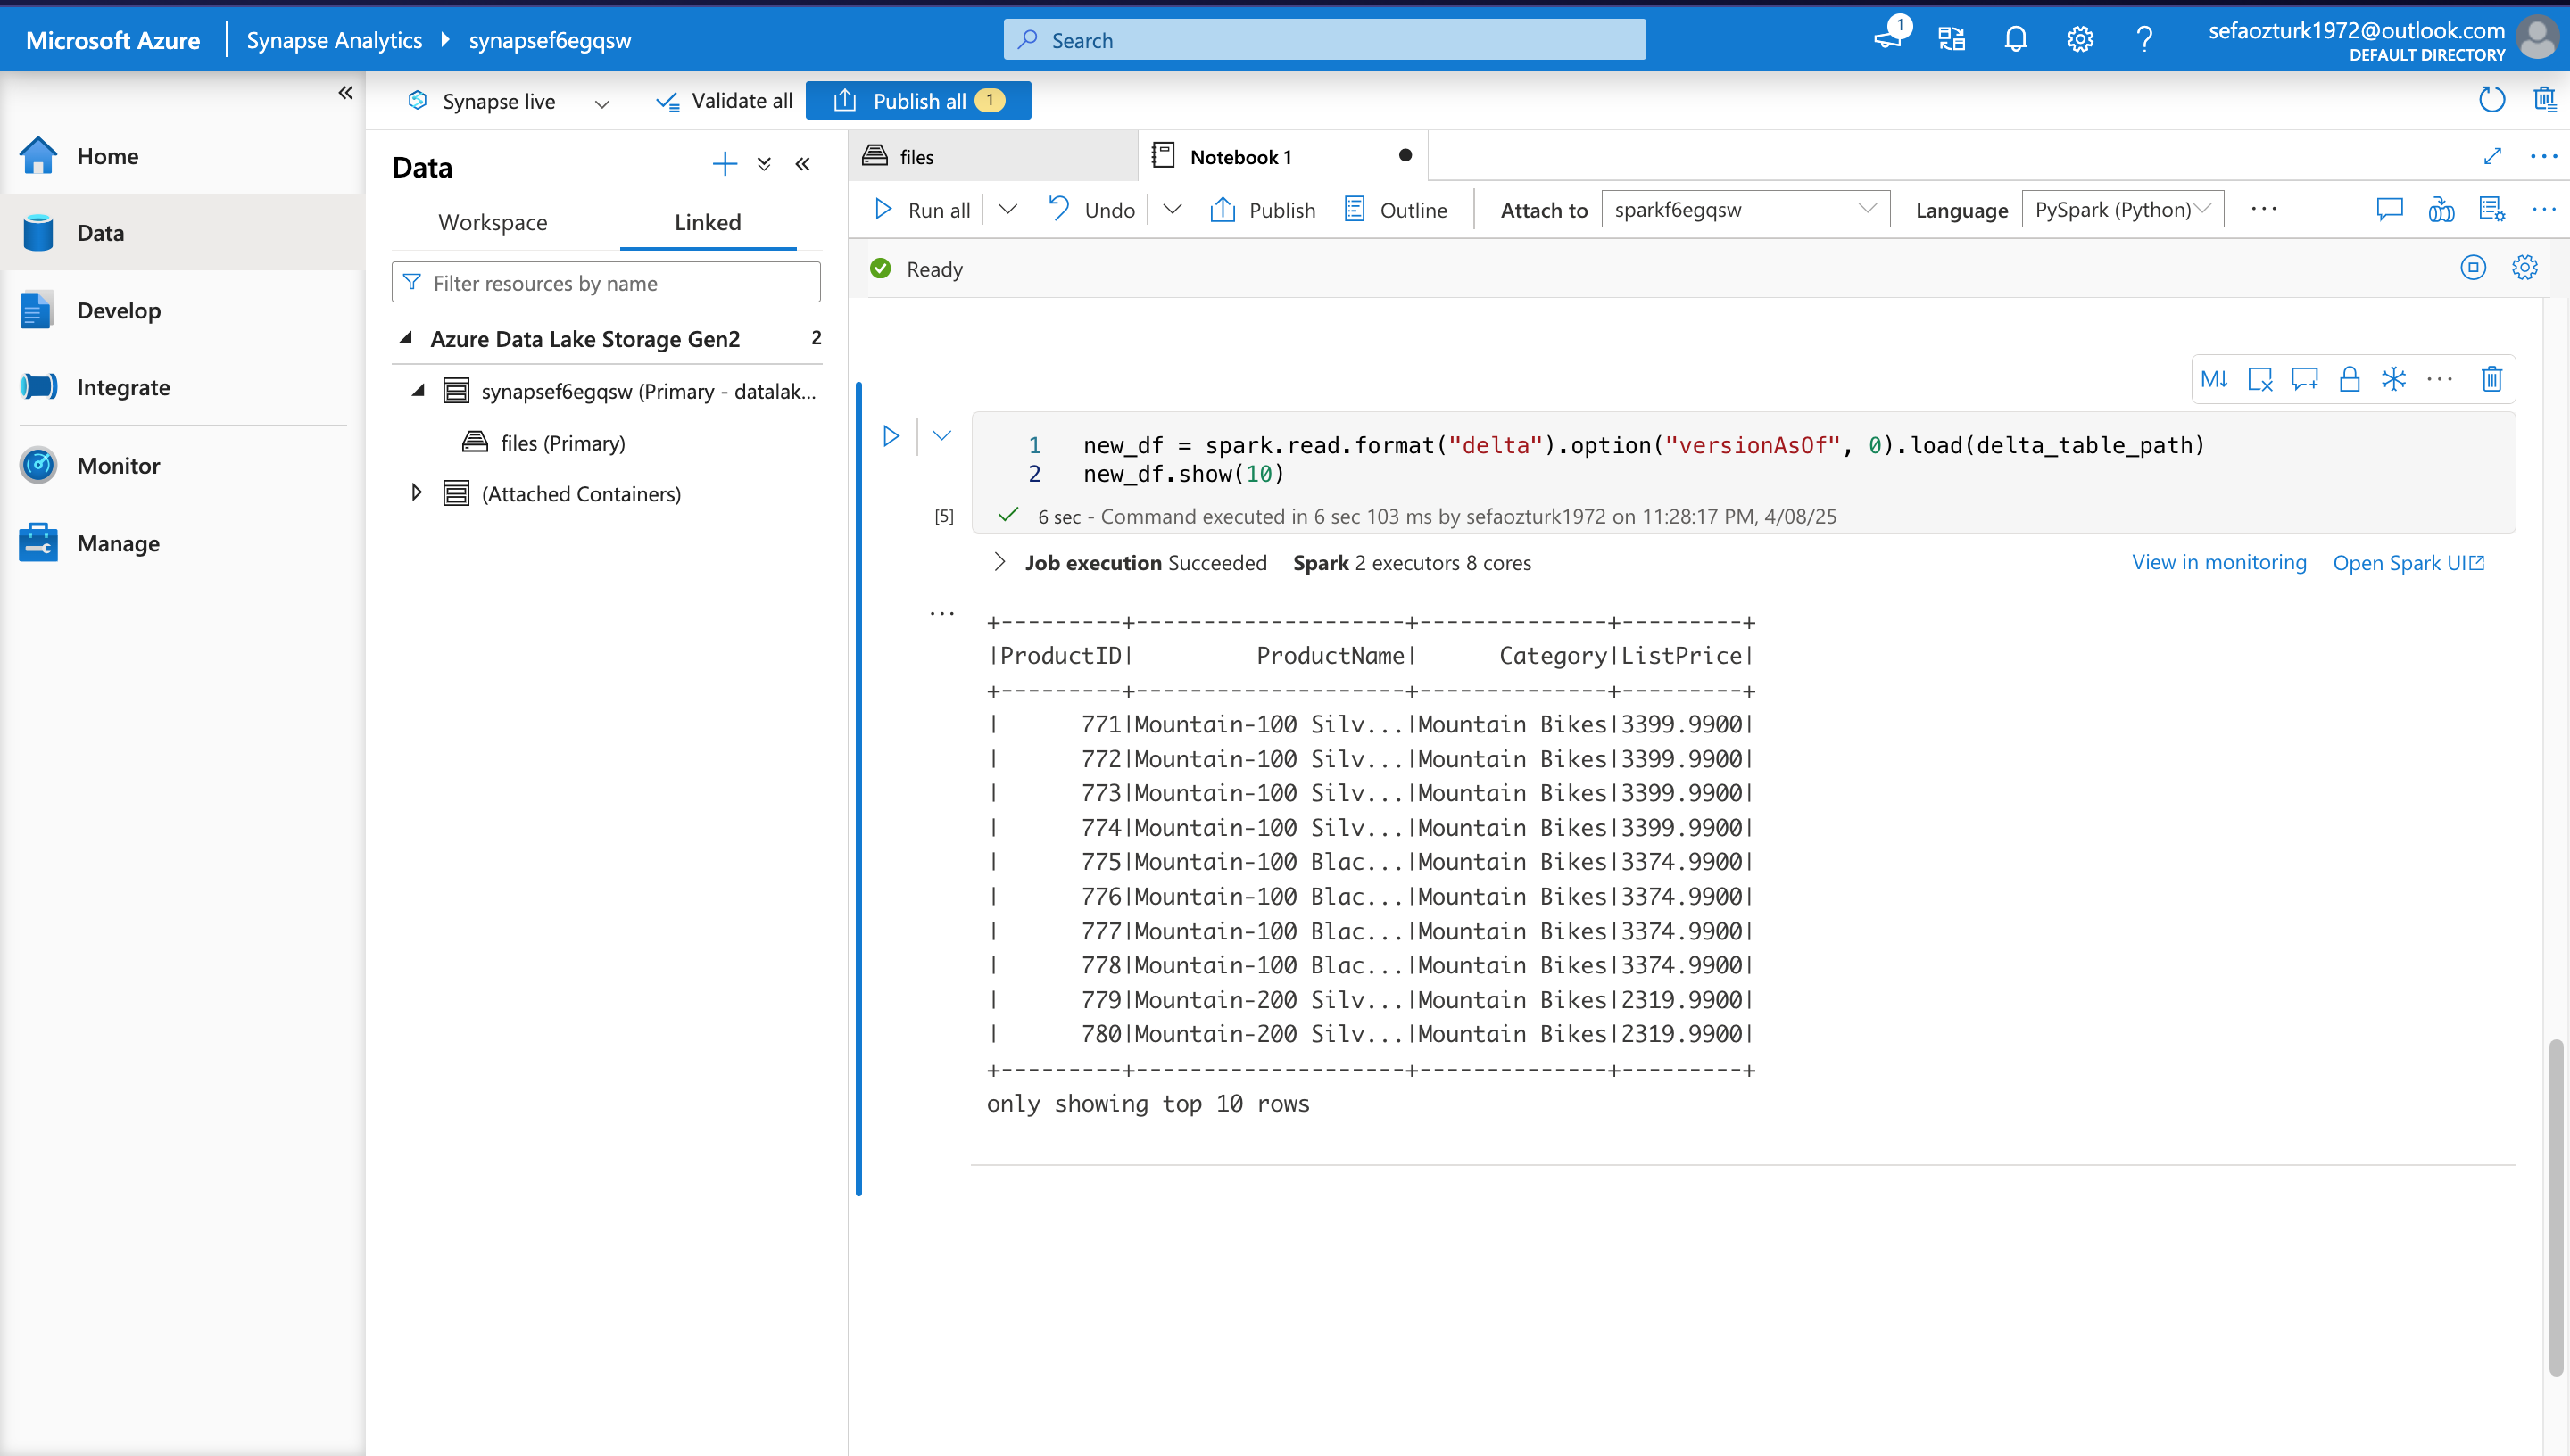 Microsoft Azure
Synapse Analytics
synapsef6egqsw
Search
1
sefaozturk1972@outlook.com
DEFAULT DIRECTORY
Home
Data
Develop
Integrate
Monitor
Manage
Synapse live
Validate all
Publish all 1
Data
Workspace
Linked
Filter resources by name
Azure Data Lake Storage Gen2 2
synapsef6egqsw (Primary - datalak...
files (Primary)
(Attached Containers)
files
Notebook 1
Run all
Undo
Publish
Outline
Attach to sparkf6egqsw
Language PySpark (Python)
Ready
M↓
1 new_df = spark.read.format("delta").option("versionAsOf", 0).load(delta_table_path)
2 new_df.show(10)
[5] 6 sec - Command executed in 6 sec 103 ms by sefaozturk1972 on 11:28:17 PM, 4/08/25
Job execution Succeeded Spark 2 executors 8 cores
View in monitoring Open Spark UI
+---------+--------------------+--------------+---------+
|ProductID|         ProductName|      Category|ListPrice|
+---------+--------------------+--------------+---------+
|      771|Mountain-100 Silv...|Mountain Bikes|3399.9900|
|      772|Mountain-100 Silv...|Mountain Bikes|3399.9900|
|      773|Mountain-100 Silv...|Mountain Bikes|3399.9900|
|      774|Mountain-100 Silv...|Mountain Bikes|3399.9900|
|      775|Mountain-100 Blac...|Mountain Bikes|3374.9900|
|      776|Mountain-100 Blac...|Mountain Bikes|3374.9900|
|      777|Mountain-100 Blac...|Mountain Bikes|3374.9900|
|      778|Mountain-100 Blac...|Mountain Bikes|3374.9900|
|      779|Mountain-200 Silv...|Mountain Bikes|2319.9900|
|      780|Mountain-200 Silv...|Mountain Bikes|2319.9900|
+---------+--------------------+--------------+---------+
only showing top 10 rows